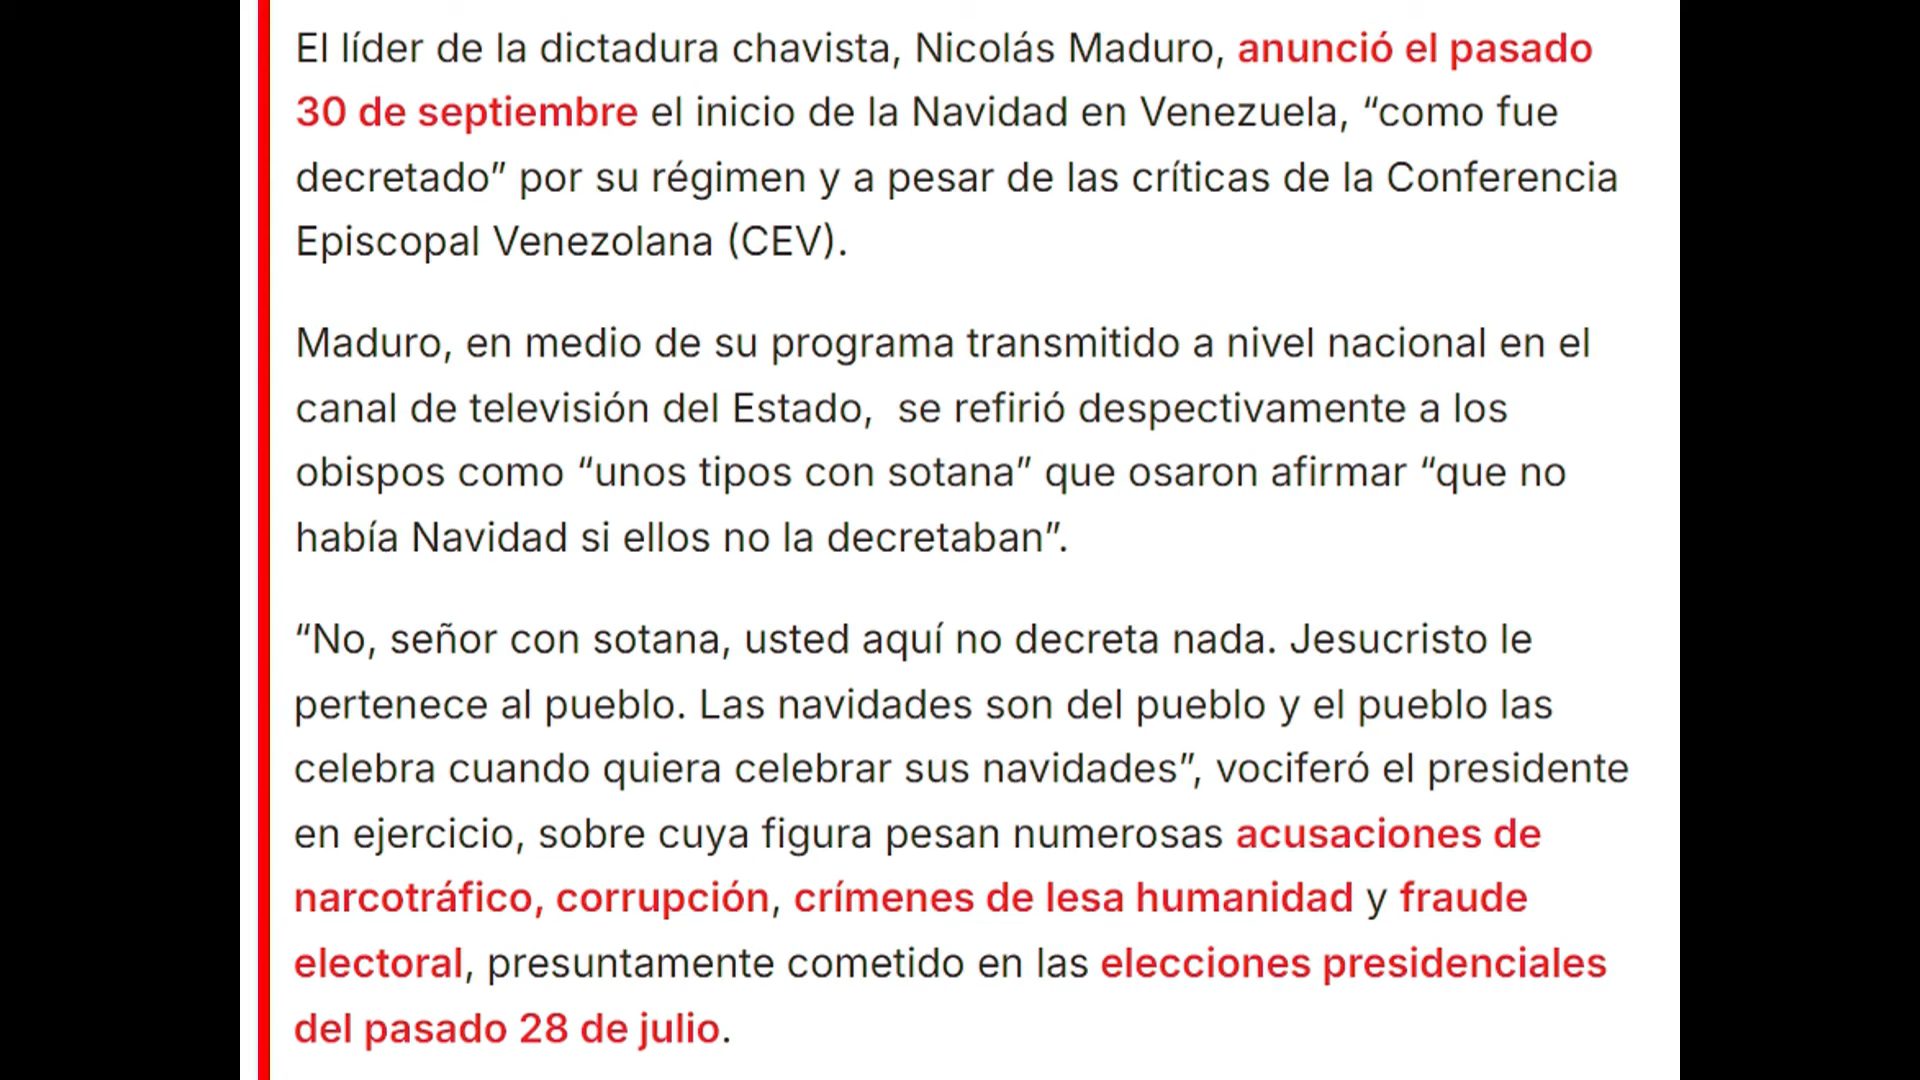 El líder de la dictadura chavista, Nicolás Maduro, anunció el pasado
30 de septiembre el inicio de la Navidad en Venezuela, “como fue
decretado” por su régimen y a pesar de las críticas de la Conferencia
Episcopal Venezolana (CEV).
Maduro, en medio de su programa transmitido a nivel nacional en el
canal de televisión del Estado,  se refirió despectivamente a los
obispos como “unos tipos con sotana” que osaron afirmar “que no
había Navidad si ellos no la decretaban”.
“No, señor con sotana, usted aquí no decreta nada. Jesucristo le
pertenece al pueblo. Las navidades son del pueblo y el pueblo las
celebra cuando quiera celebrar sus navidades”, vociferó el presidente
en ejercicio, sobre cuya figura pesan numerosas acusaciones de
narcotráfico, corrupción, crímenes de lesa humanidad y fraude
electoral, presuntamente cometido en las elecciones presidenciales
del pasado 28 de julio.